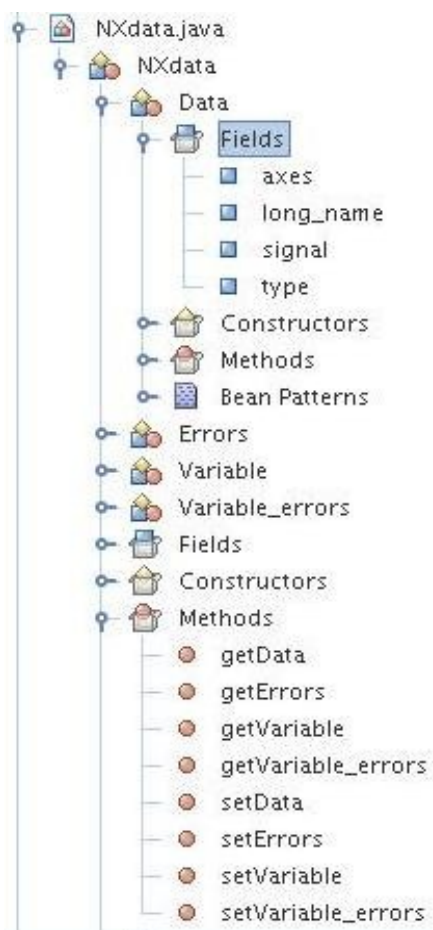 NXdata.java
NXdata
Data
Fields
axes
long_name
signal
type
Constructors
Methods
Bean Patterns
Errors
Variable
Variable_errors
Fields
Constructors
Methods
getData
getErrors
getVariable
getVariable_errors
setData
setErrors
setVariable
setVariable_errors